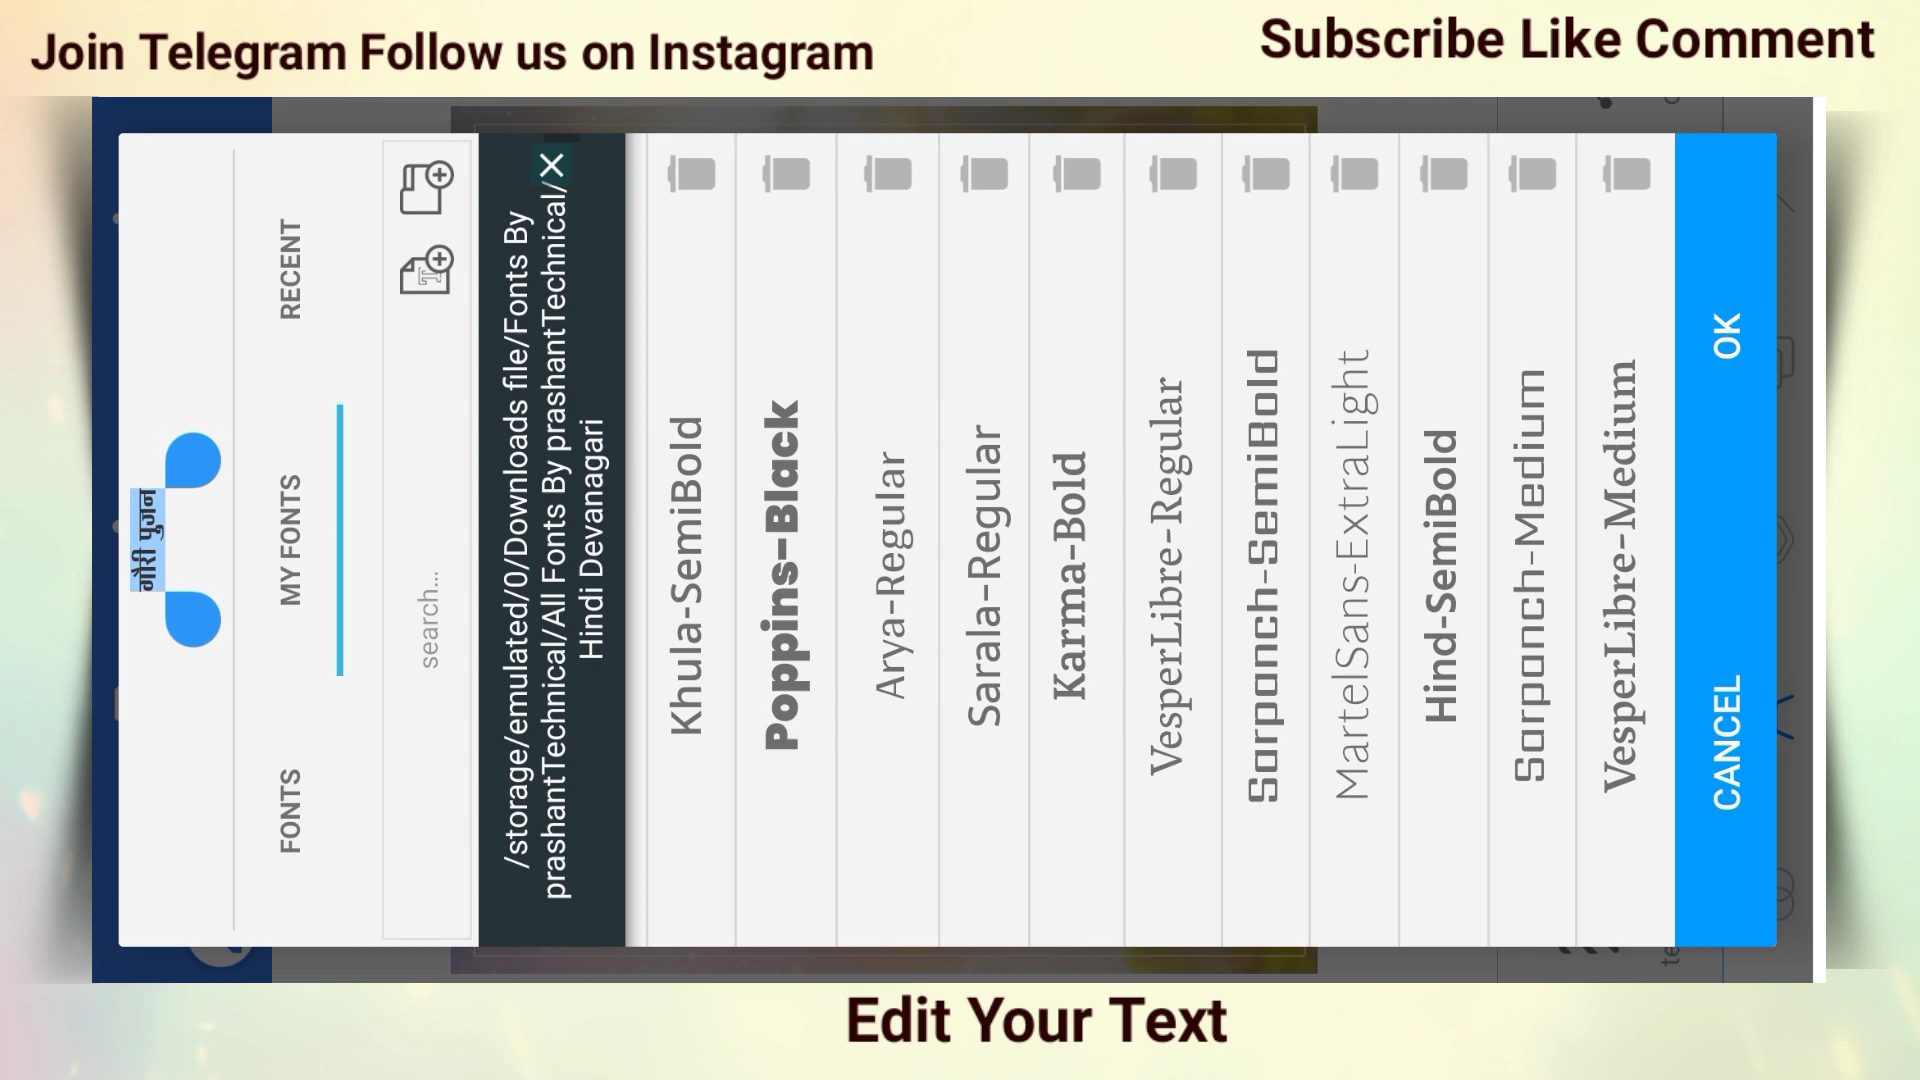 Join Telegram Follow us on Instagram
Subscribe Like Comment
गौरी पुजन
FONTS
MY FONTS
RECENT
search...
/storage/emulated/0/Downloads file/Fonts By
prashantTechnical/All Fonts By prashantTechnical/
Hindi Devanagari
Khula-SemiBold
Poppins-Black
Arya-Regular
Sarala-Regular
Karma-Bold
VesperLibre-Regular
Sarpanch-SemiBold
MartelSans-ExtraLight
Hind-SemiBold
Sarpanch-Medium
VesperLibre-Medium
CANCEL
OK
Edit Your Text